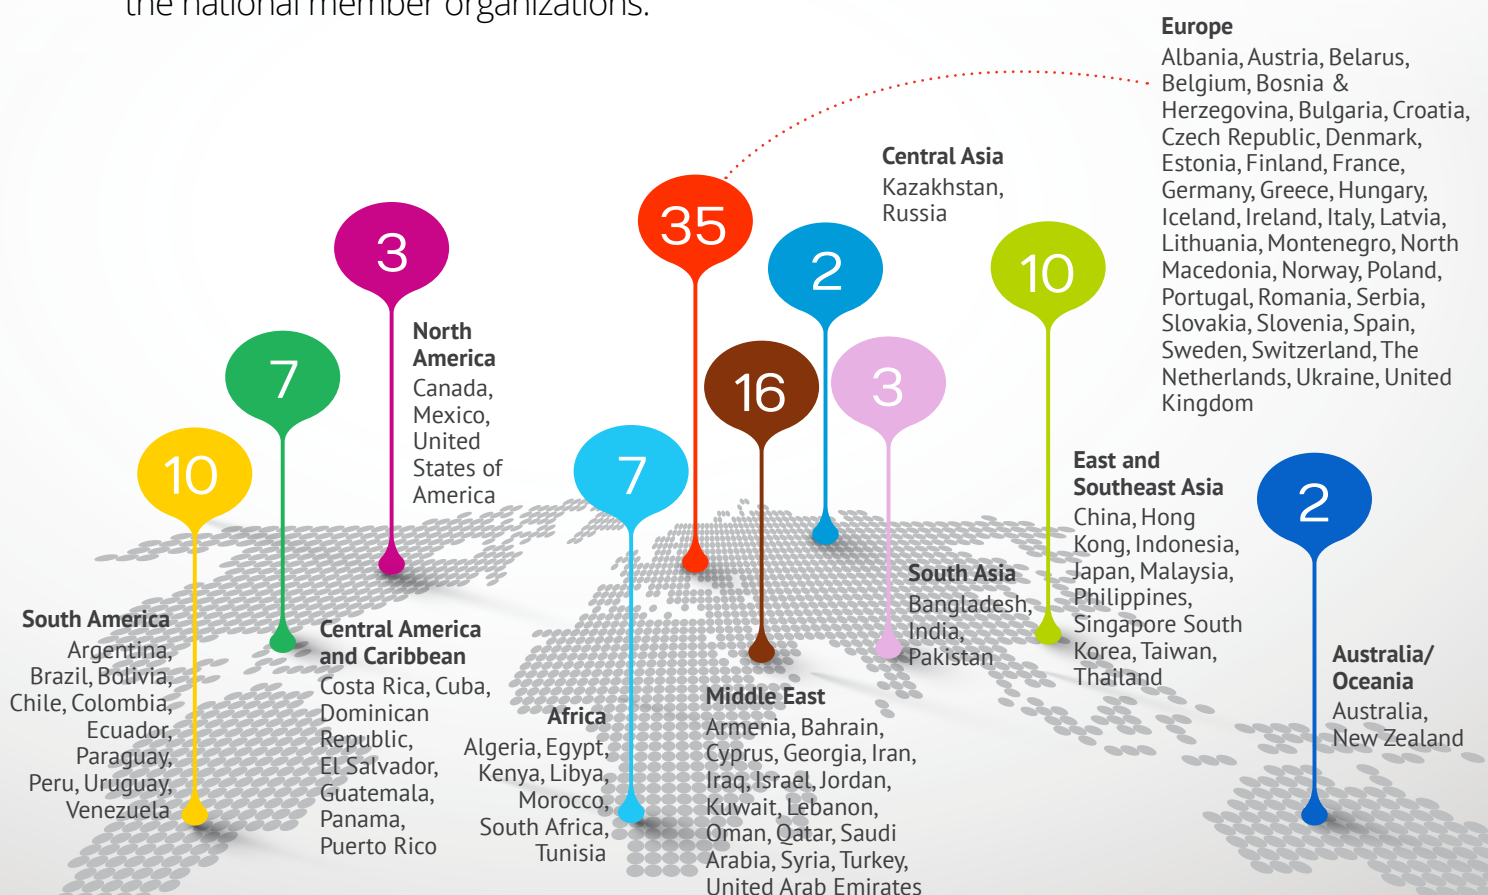 the national member organizations.
Europe
Albania, Austria, Belarus,
Belgium, Bosnia &
Herzegovina, Bulgaria, Croatia,
Czech Republic, Denmark,
Estonia, Finland, France,
Germany, Greece, Hungary,
Iceland, Ireland, Italy, Latvia,
Lithuania, Montenegro, North
Macedonia, Norway, Poland,
Portugal, Romania, Serbia,
Slovakia, Slovenia, Spain,
Sweden, Switzerland, The
Netherlands, Ukraine, United
Kingdom
35
Central Asia
Kazakhstan,
Russia
2
3
North
America
Canada,
Mexico,
United
States of
America
10
East and
Southeast Asia
China, Hong
Kong, Indonesia,
Japan, Malaysia,
Philippines,
Singapore South
Korea, Taiwan,
Thailand
7
Central America
and Caribbean
Costa Rica, Cuba,
Dominican
Republic,
El Salvador,
Guatemala,
Panama,
Puerto Rico
16
Middle East
Armenia, Bahrain,
Cyprus, Georgia, Iran,
Iraq, Israel, Jordan,
Kuwait, Lebanon,
Oman, Qatar, Saudi
Arabia, Syria, Turkey,
United Arab Emirates
3
South Asia
Bangladesh,
India,
Pakistan
10
South America
Argentina,
Brazil, Bolivia,
Chile, Colombia,
Ecuador,
Paraguay,
Peru, Uruguay,
Venezuela
7
Africa
Algeria, Egypt,
Kenya, Libya,
Morocco,
South Africa,
Tunisia
2
Australia/
Oceania
Australia,
New Zealand